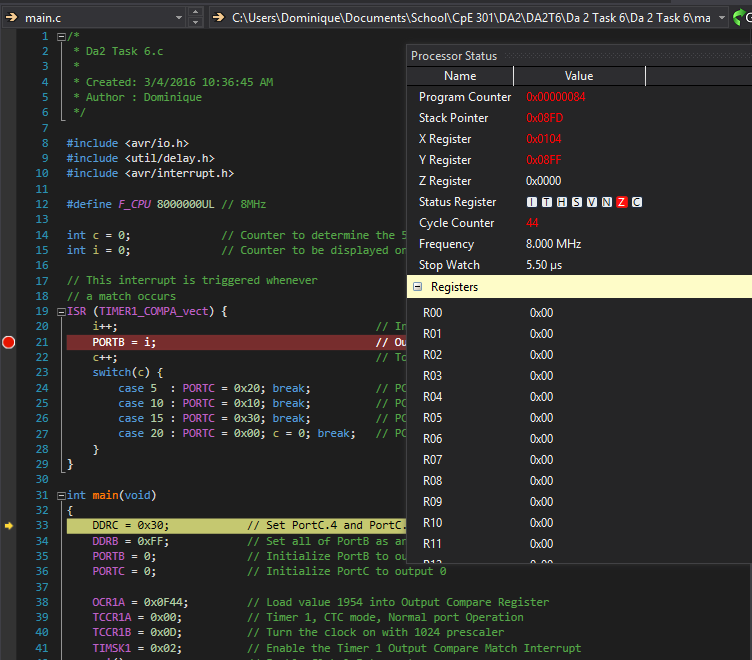 main.c
C:\Users\Dominique\Documents\School\CpE 301\DA2\DA2T6\Da 2 Task 6\Da 2 Task 6\ma
G
1 /*
2 * Da2 Task 6.c
3 *
4 * Created: 3/4/2016 10:36:45 AM
5 * Author : Dominique
6 */
7
8 #include <avr/io.h>
9 #include <util/delay.h>
10 #include <avr/interrupt.h>
11
12 #define F_CPU 8000000UL // 8MHz
13
14 int c = 0; // Counter to determine the 5
15 int i = 0; // Counter to be displayed on
16
17 // This interrupt is triggered whenever
18 // a match occurs
19 ISR (TIMER1_COMPA_vect) {
20 i++; // In
21 PORTB = i; // Ou
22 c++; // To
23 switch(c) {
24 case 5 : PORTC = 0x20; break; // PC
25 case 10 : PORTC = 0x10; break; // PC
26 case 15 : PORTC = 0x30; break; // PC
27 case 20 : PORTC = 0x00; c = 0; break; // PC
28 }
29 }
30
31 int main(void)
32 {
33 DDRC = 0x30; // Set PortC.4 and PortC.
34 DDRB = 0xFF; // Set all of PortB as an
35 PORTB = 0; // Initialize PortB to ou
36 PORTC = 0; // Initialize PortC to output 0
37
38 OCR1A = 0x0F44; // Load value 1954 into Output Compare Register
39 TCCR1A = 0x00; // Timer 1, CTC mode, Normal port Operation
40 TCCR1B = 0x0D; // Turn the clock on with 1024 prescaler
41 TIMSK1 = 0x02; // Enable the Timer 1 Output Compare Match Interrupt
Processor Status
Name Value
Program Counter 0x00000084
Stack Pointer 0x08FD
X Register 0x0104
Y Register 0x08FF
Z Register 0x0000
Status Register I T H S V N Z C
Cycle Counter 44
Frequency 8.000 MHz
Stop Watch 5.50 µs
Registers
R00 0x00
R01 0x00
R02 0x00
R03 0x00
R04 0x00
R05 0x00
R06 0x00
R07 0x00
R08 0x00
R09 0x00
R10 0x00
R11 0x00